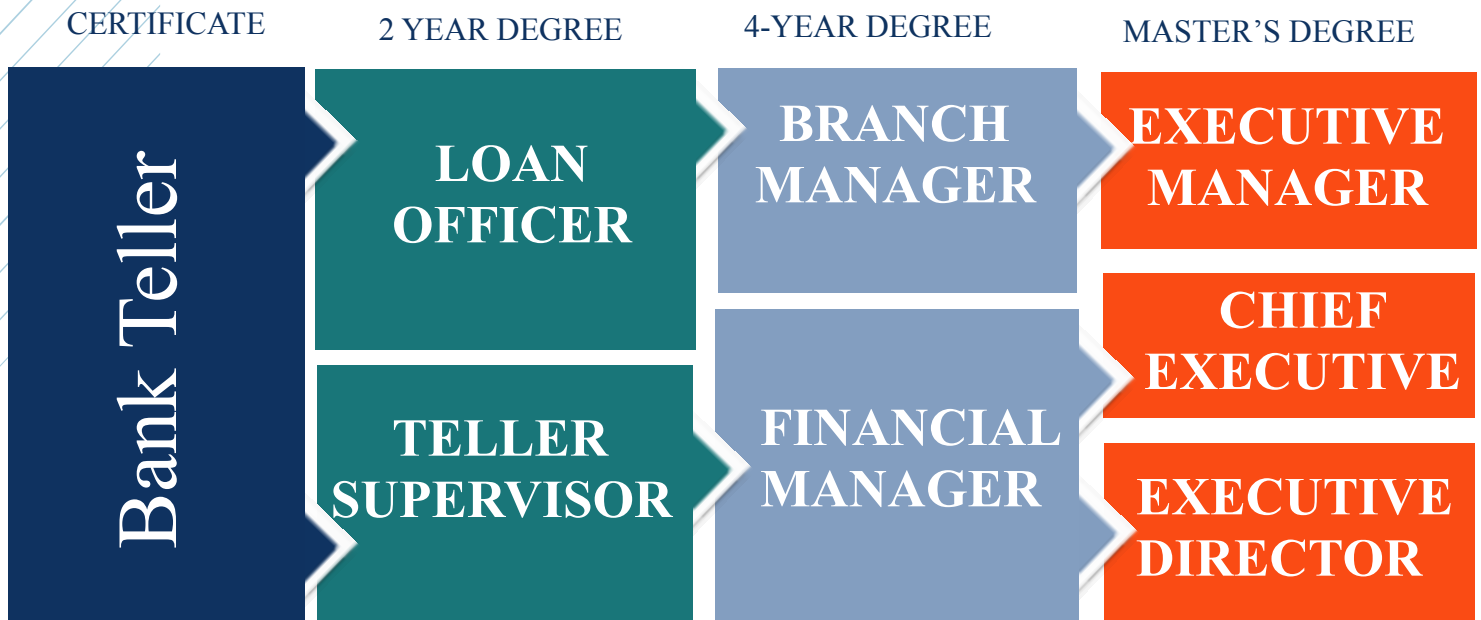 CERTIFICATE
2 YEAR DEGREE
4-YEAR DEGREE
MASTER’S DEGREE
Bank Teller
LOAN
OFFICER
TELLER
SUPERVISOR
BRANCH
MANAGER
FINANCIAL
MANAGER
EXECUTIVE
MANAGER
CHIEF
EXECUTIVE
EXECUTIVE
DIRECTOR